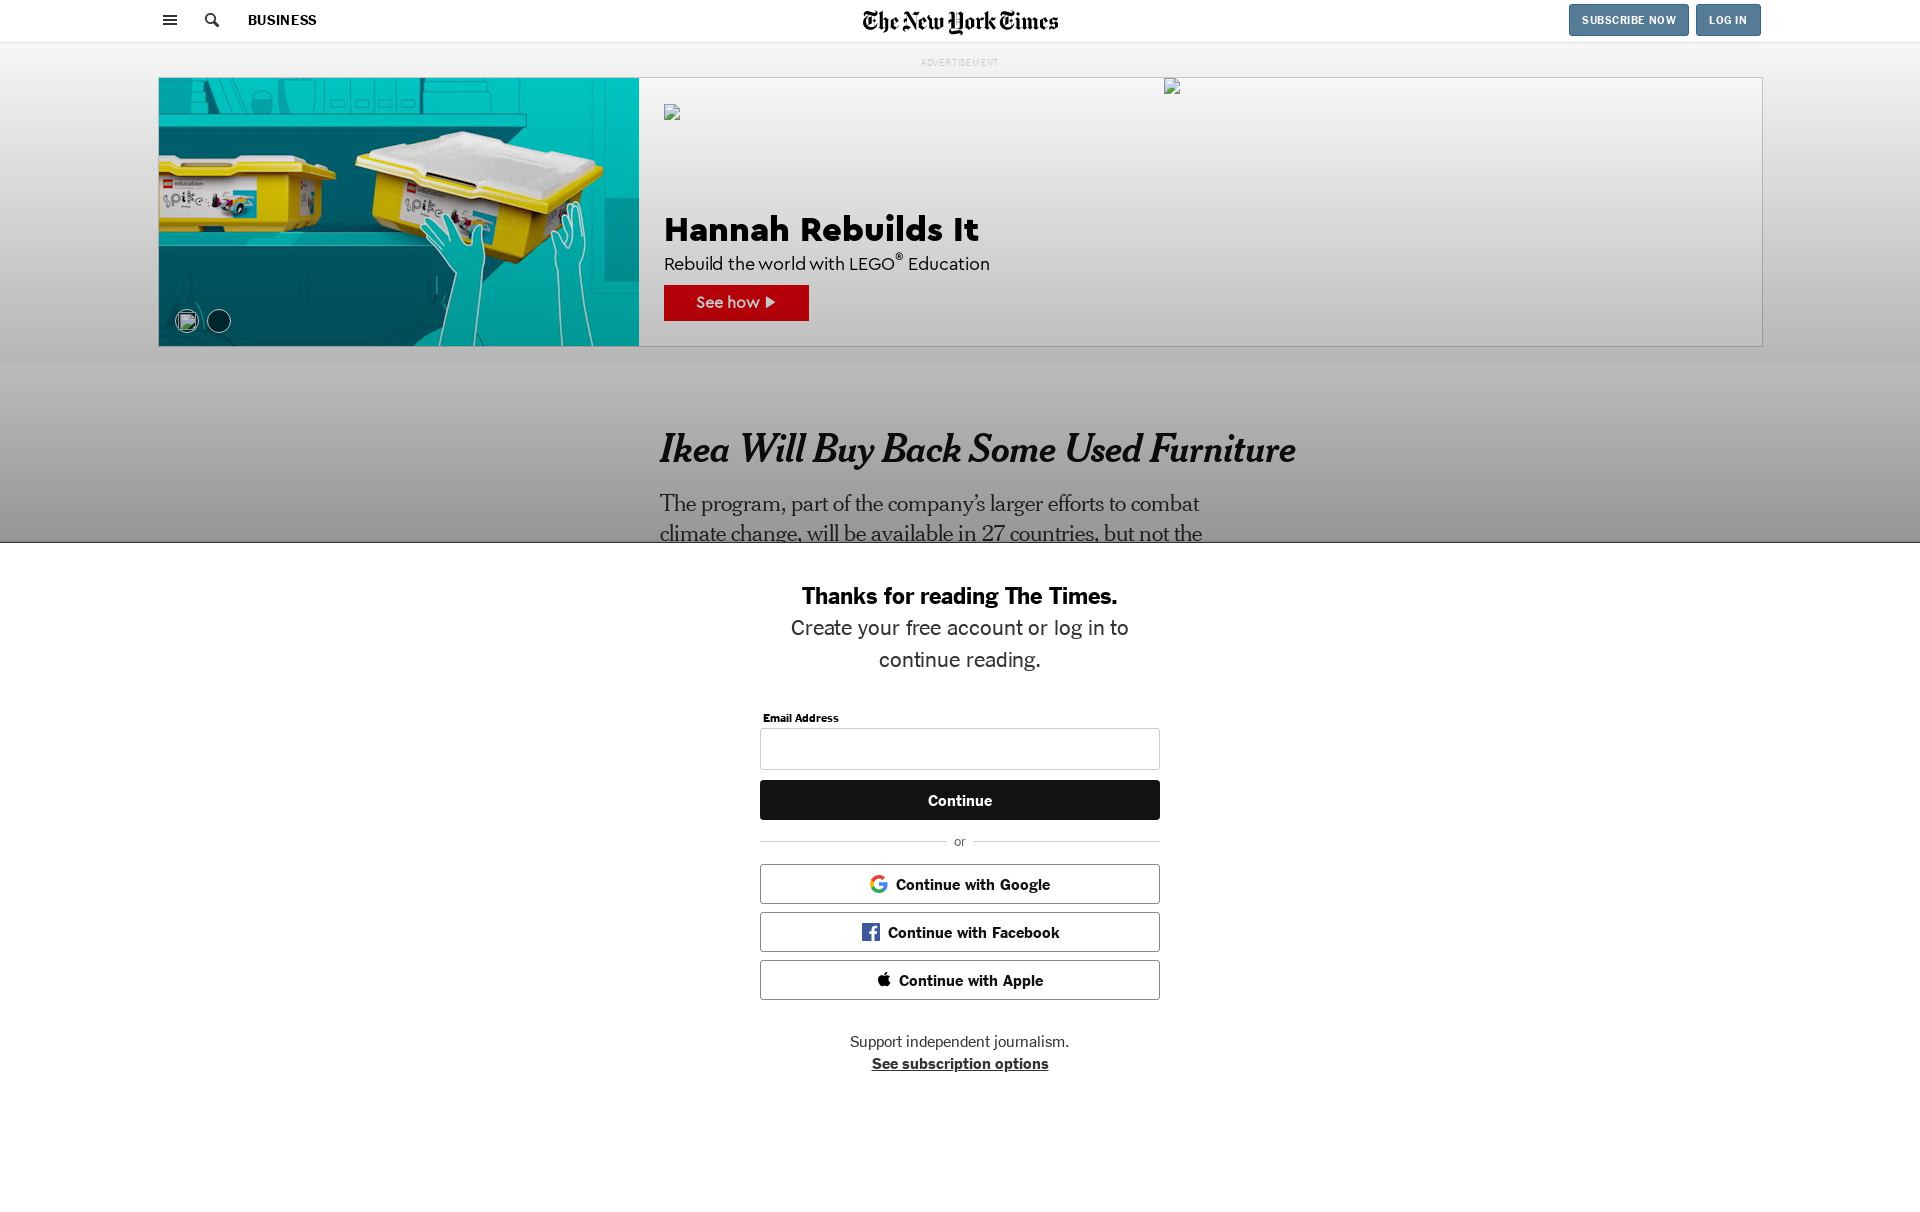 BUSINESS
The New York Times
SUBSCRIBE NOW
LOG IN
ADVERTISEMENT
education
spike
Hannah Rebuilds It
Rebuild the world with LEGO® Education
See how
Ikea Will Buy Back Some Used Furniture
The program, part of the company’s larger efforts to combat
climate change, will be available in 27 countries, but not the
Thanks for reading The Times.
Create your free account or log in to
continue reading.
Email Address
Continue
or
Continue with Google
Continue with Facebook
Continue with Apple
Support independent journalism.
See subscription options